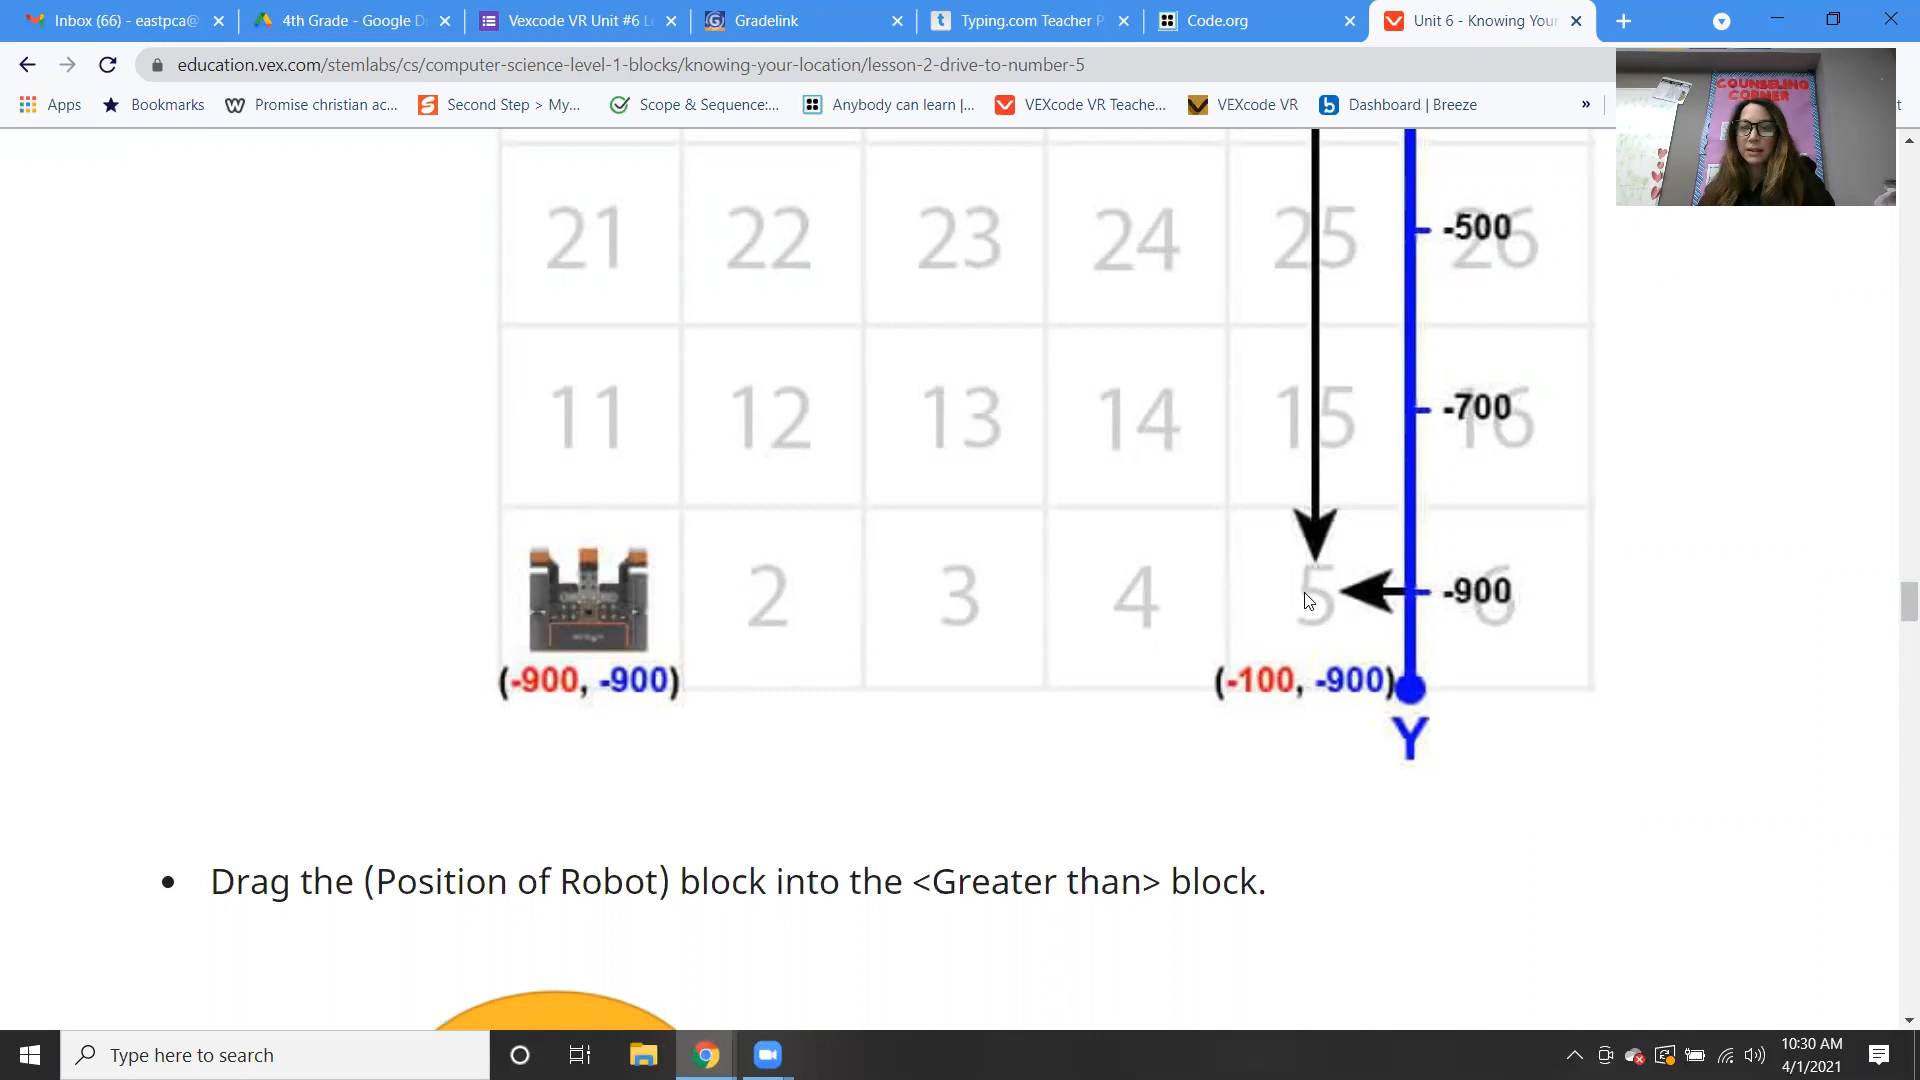 Inbox (66) - eastpca@
4th Grade - Google D
Vexcode VR Unit #6 L
Gradelink
Typing.com Teacher P
Code.org
Unit 6 - Knowing Your
education.vex.com/stemlabs/cs/computer-science-level-1-blocks/knowing-your-location/lesson-2-drive-to-number-5
Apps
Bookmarks
Promise christian ac...
Second Step > My...
Scope & Sequence:...
Anybody can learn |...
VEXcode VR Teache...
VEXcode VR
Dashboard | Breeze
»
COUNSELING
CORNER
21 22 23 24 25 26
-500
11 12 13 14 15 16
-700
2 3 4 5 6
-900
(-900, -900)
(-100, -900)
Y
• Drag the (Position of Robot) block into the <Greater than> block.
Type here to search
10:30 AM
4/1/2021